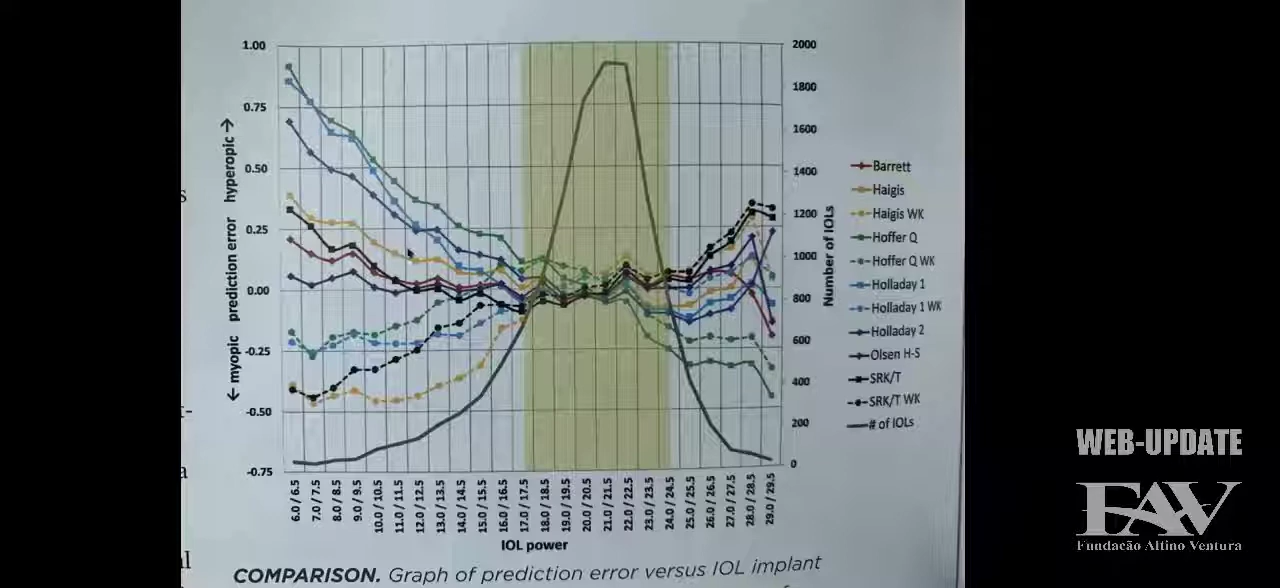 1.00
0.75
0.50
0.25
0.00
-0.25
-0.50
-0.75
← myopic prediction error hyperopic →
2000
1800
1600
1400
1200
1000
800
600
400
200
0
Number of IOLs
6.0 / 6.5
7.0 / 7.5
8.0 / 8.5
9.0 / 9.5
10.0 / 10.5
11.0 / 11.5
12.0 / 12.5
13.0 / 13.5
14.0 / 14.5
15.0 / 15.5
16.0 / 16.5
17.0 / 17.5
18.0 / 18.5
19.0 / 19.5
20.0 / 20.5
21.0 / 21.5
22.0 / 22.5
23.0 / 23.5
24.0 / 24.5
25.0 / 25.5
26.0 / 26.5
27.0 / 27.5
28.0 / 28.5
29.0 / 29.5
IOL power
Barrett
Haigis
Haigis WK
Hoffer Q
Hoffer Q WK
Holladay 1
Holladay 1 WK
Holladay 2
Olsen H-S
SRK/T
SRK/T WK
# of IOLs
COMPARISON. Graph of prediction error versus IOL implant
WEB-UPDATE
FAV
Fundação Altino Ventura